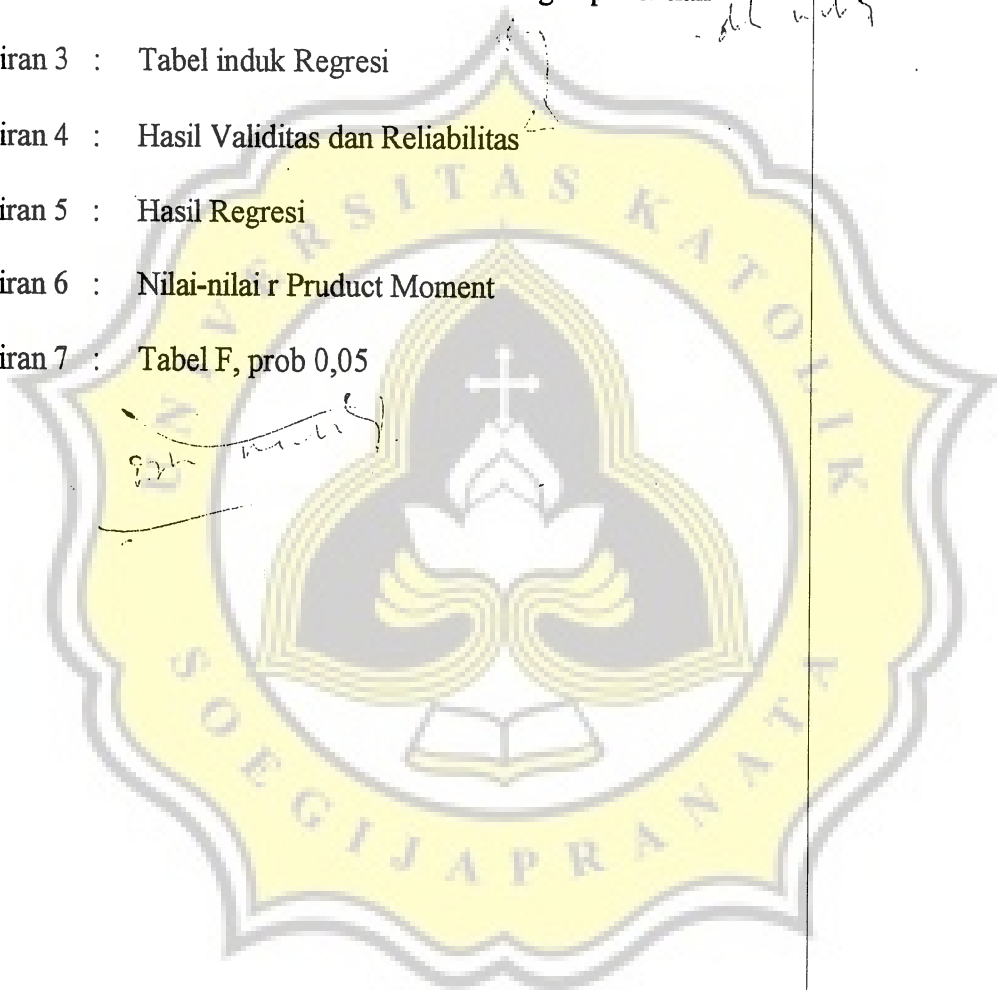 iran 3 : Tabel induk Regresi
iran 4 : Hasil Validitas dan Reliabilitas
iran 5 : Hasil Regresi
iran 6 : Nilai-nilai r Pruduct Moment
iran 7 : Tabel F, prob 0,05
UNIVERSITAS KATOLIK
SOEGIJAPRANATA